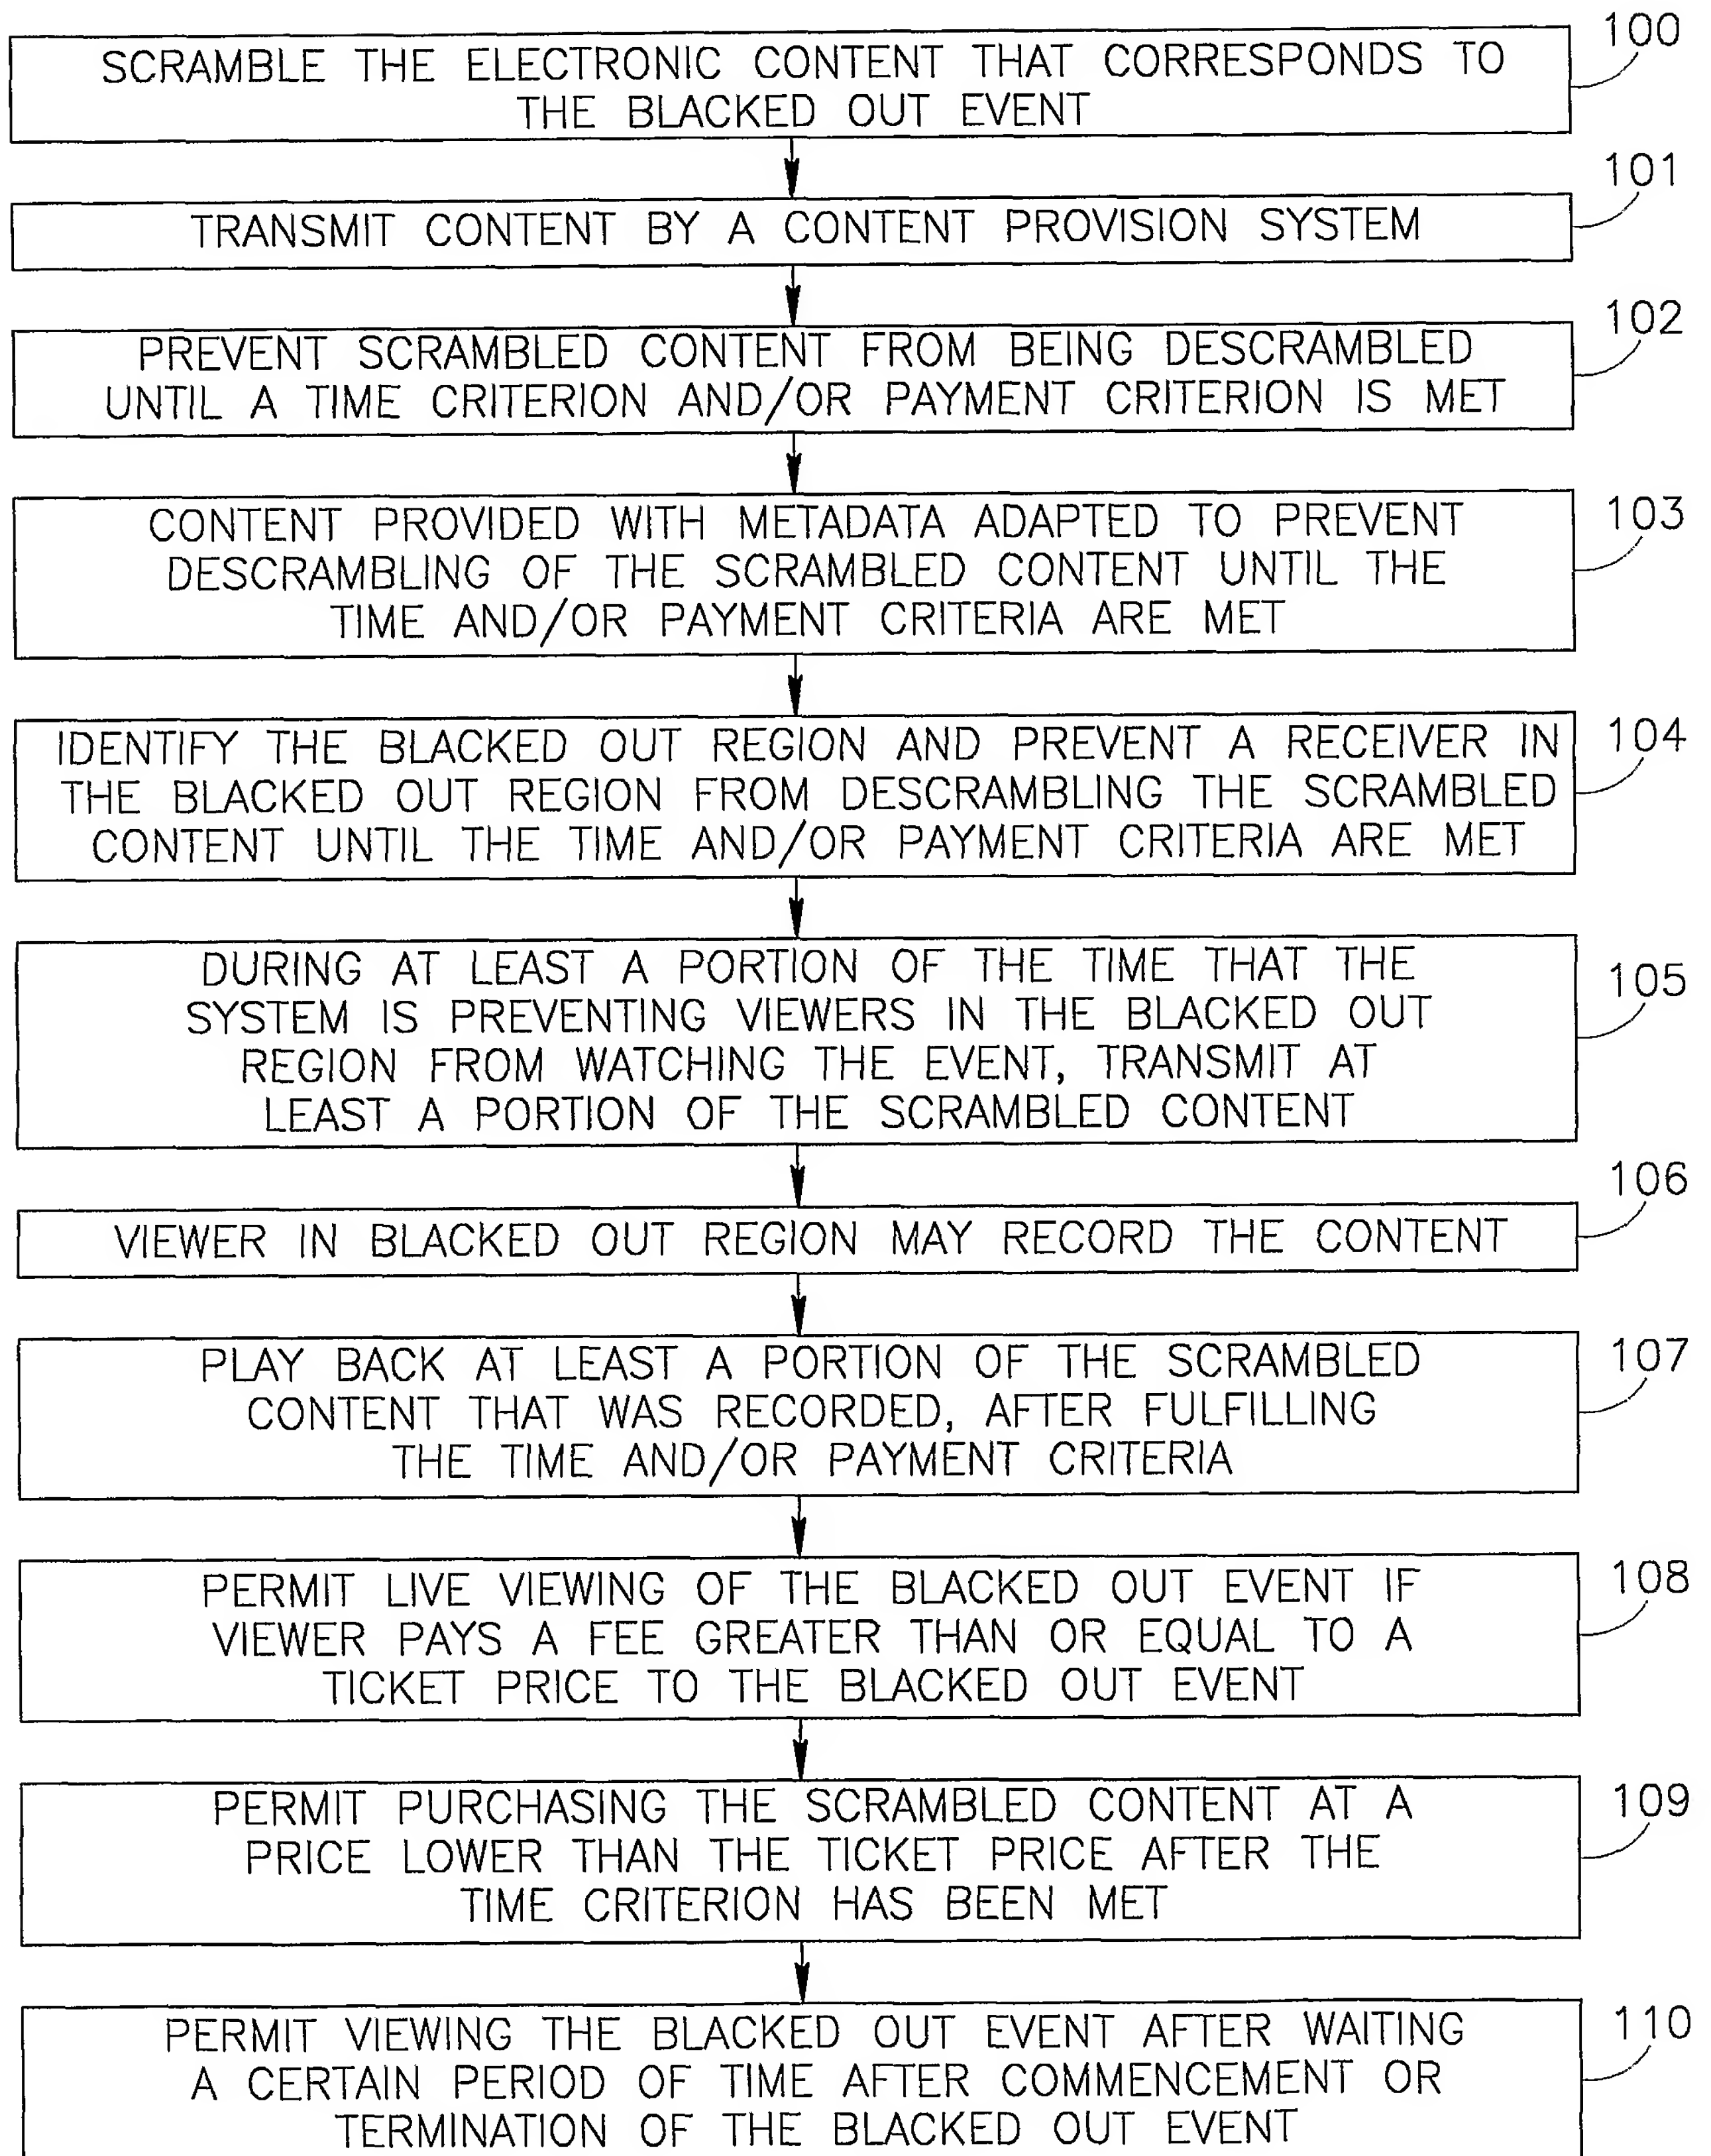 100
SCRAMBLE THE ELECTRONIC CONTENT THAT CORRESPONDS TO
THE BLACKED OUT EVENT
101
TRANSMIT CONTENT BY A CONTENT PROVISION SYSTEM
102
PREVENT SCRAMBLED CONTENT FROM BEING DESCRAMBLED
UNTIL A TIME CRITERION AND/OR PAYMENT CRITERION IS MET
103
CONTENT PROVIDED WITH METADATA ADAPTED TO PREVENT
DESCRAMBLING OF THE SCRAMBLED CONTENT UNTIL THE
TIME AND/OR PAYMENT CRITERIA ARE MET
104
IDENTIFY THE BLACKED OUT REGION AND PREVENT A RECEIVER IN
THE BLACKED OUT REGION FROM DESCRAMBLING THE SCRAMBLED
CONTENT UNTIL THE TIME AND/OR PAYMENT CRITERIA ARE MET
105
DURING AT LEAST A PORTION OF THE TIME THAT THE
SYSTEM IS PREVENTING VIEWERS IN THE BLACKED OUT
REGION FROM WATCHING THE EVENT, TRANSMIT AT
LEAST A PORTION OF THE SCRAMBLED CONTENT
106
VIEWER IN BLACKED OUT REGION MAY RECORD THE CONTENT
107
PLAY BACK AT LEAST A PORTION OF THE SCRAMBLED
CONTENT THAT WAS RECORDED, AFTER FULFILLING
THE TIME AND/OR PAYMENT CRITERIA
108
PERMIT LIVE VIEWING OF THE BLACKED OUT EVENT IF
VIEWER PAYS A FEE GREATER THAN OR EQUAL TO A
TICKET PRICE TO THE BLACKED OUT EVENT
109
PERMIT PURCHASING THE SCRAMBLED CONTENT AT A
PRICE LOWER THAN THE TICKET PRICE AFTER THE
TIME CRITERION HAS BEEN MET
110
PERMIT VIEWING THE BLACKED OUT EVENT AFTER WAITING
A CERTAIN PERIOD OF TIME AFTER COMMENCEMENT OR
TERMINATION OF THE BLACKED OUT EVENT